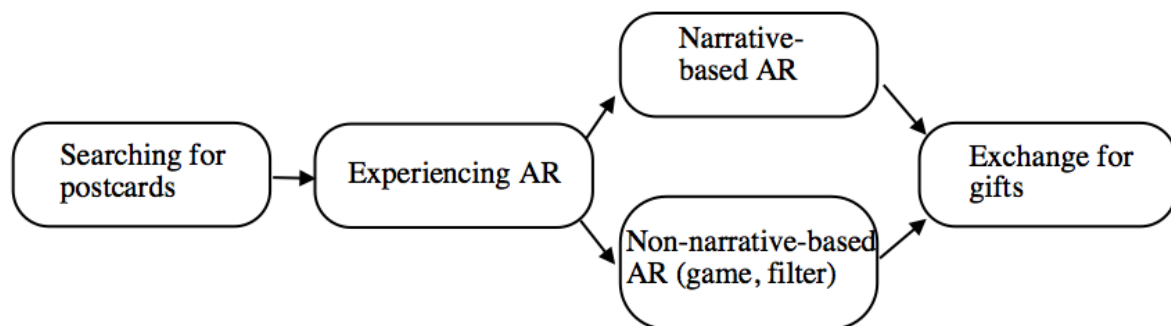 Searching for
postcards
Experiencing AR
Narrative-
based AR
Non-narrative-based
AR (game, filter)
Exchange for
gifts